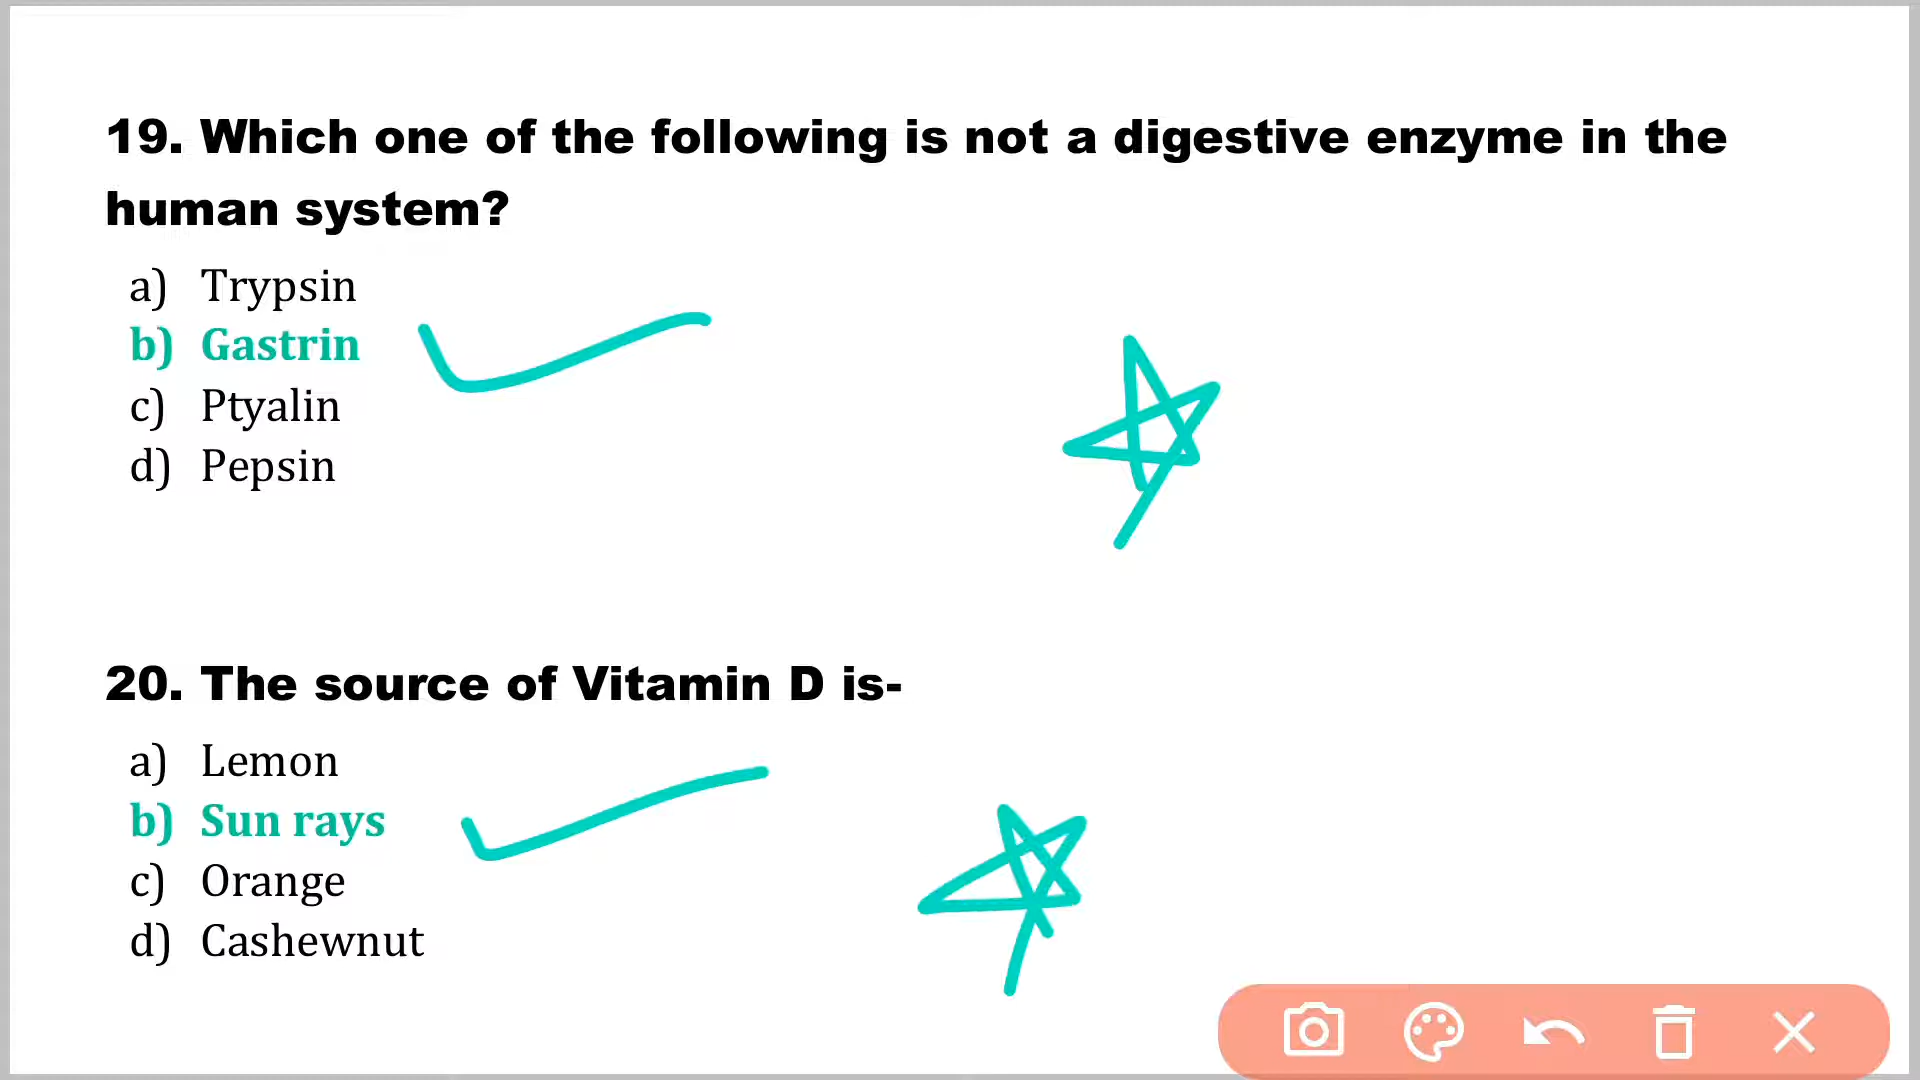 19. Which one of the following is not a digestive enzyme in the
human system?
a) Trypsin
b) Gastrin
c) Ptyalin
d) Pepsin
20. The source of Vitamin D is-
a) Lemon
b) Sun rays
c) Orange
d) Cashewnut